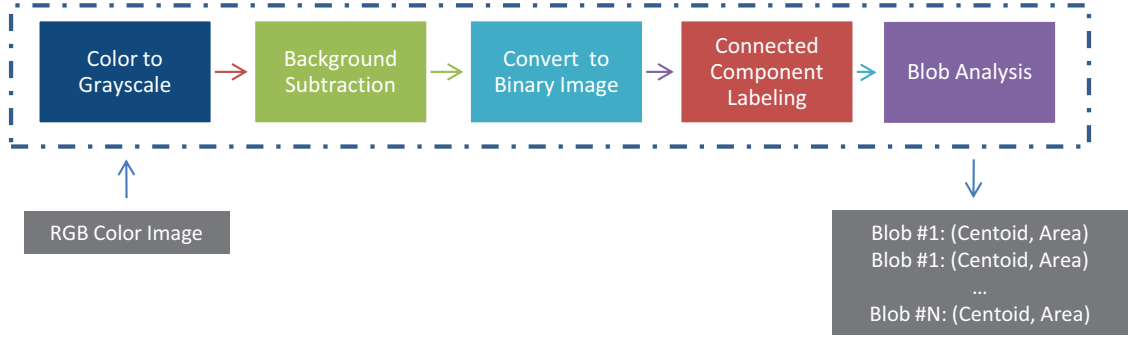 Color to
Grayscale
Background
Subtraction
Convert to
Binary Image
Connected
Component
Labeling
Blob Analysis
RGB Color Image
Blob #1: (Centoid, Area)
Blob #1: (Centoid, Area)
…
Blob #N: (Centoid, Area)